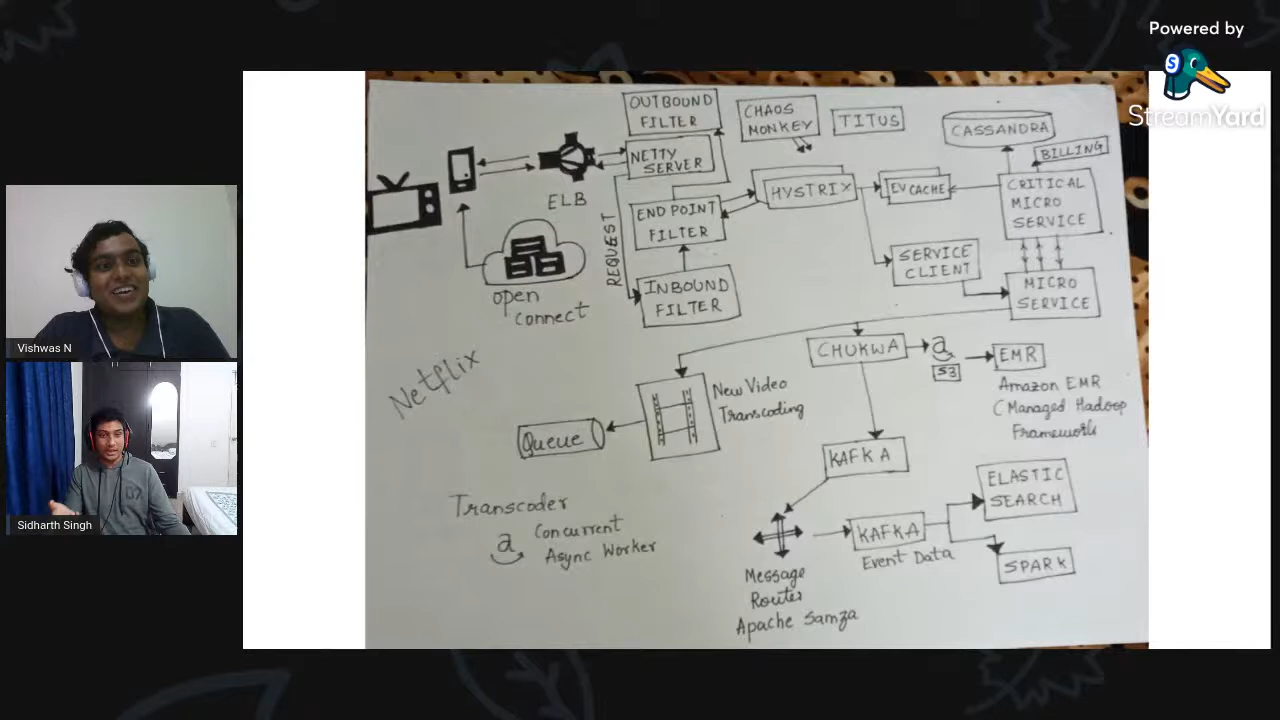 Powered by
S
StreamYard
OUTBOUND
FILTER
CHAOS
MONKEY
TITUS
CASSANDRA
NETTY
SERVER
BILLING
ELB
HYSTRIX
EV CACHE
CRITICAL
MICRO
SERVICE
END POINT
FILTER
REQUEST
SERVICE
CLIENT
INBOUND
FILTER
MICRO
SERVICE
open
connect
Vishwas N
CHUKWA
a
S3
EMR
Netflix
New Video
Transcoding
Amazon EMR
( Managed Hadoop
Framework
Queue
KAFKA
ELASTIC
SEARCH
Transcoder
a
Concurrent
Async Worker
07
Sidharth Singh
KAFKA
Event Data
SPARK
Message
Router
Apache Samza